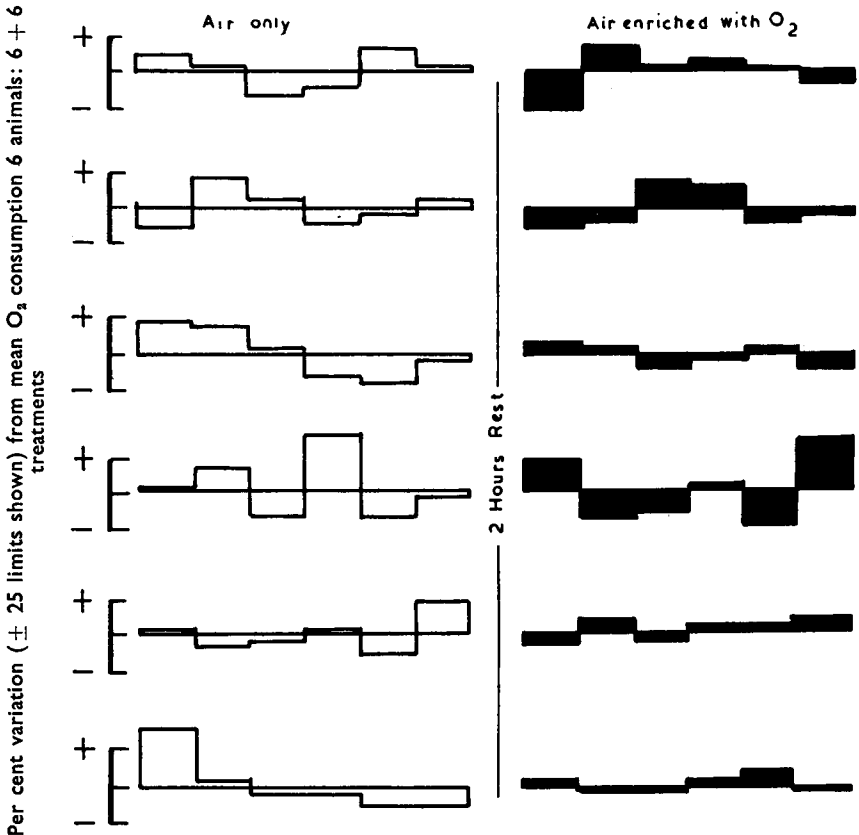 Per cent variation (± 25 limits shown) from mean O₂ consumption 6 animals: 6 + 6
treatments
Air only
Air enriched with O₂
+
−
+
−
+
−
+
−
+
−
+
−
2 Hours Rest